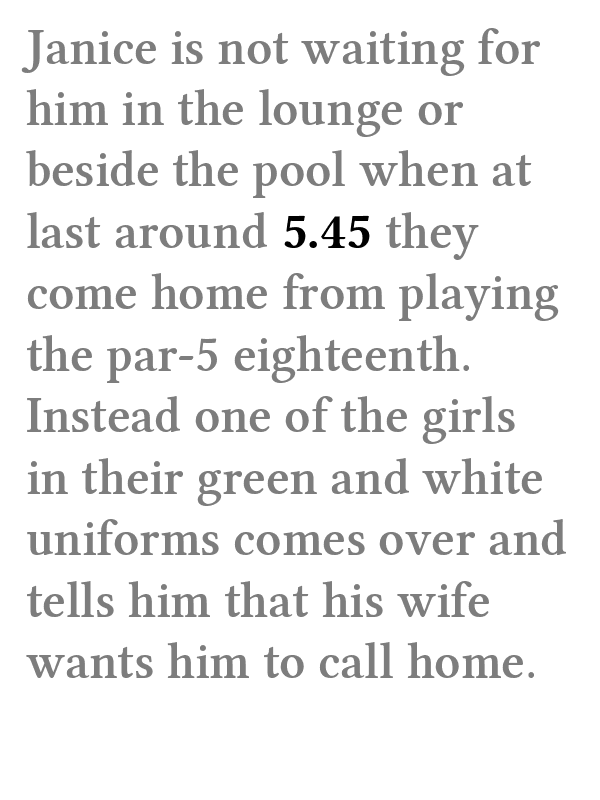 Janice is not waiting for
him in the lounge or
beside the pool when at
last around 5.45 they
come home from playing
the par-5 eighteenth.
Instead one of the girls
in their green and white
uniforms comes over and
tells him that his wife
wants him to call home.